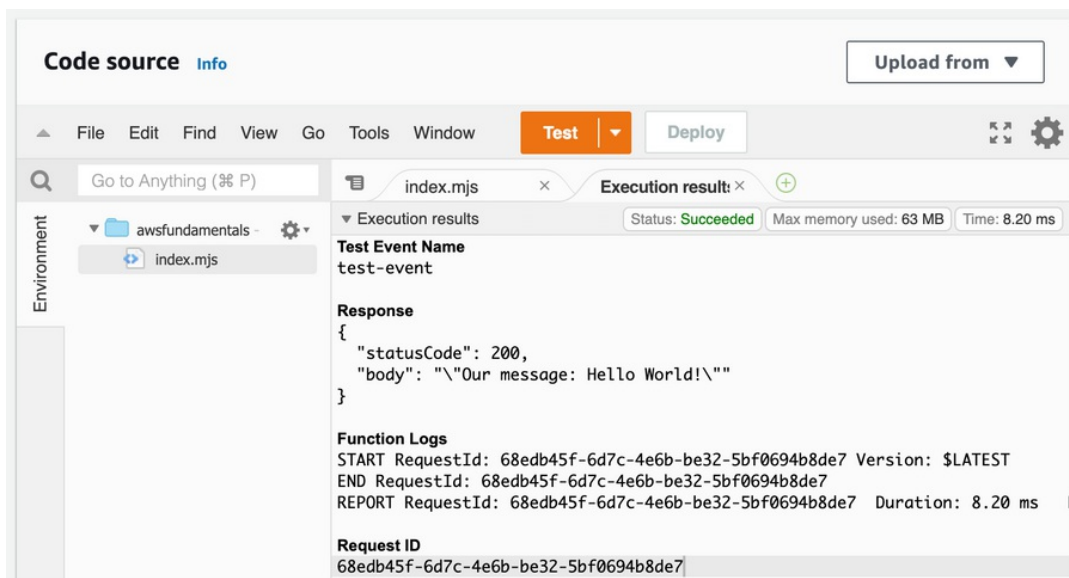 Code source Info
Upload from
File Edit Find View Go Tools Window Test Deploy
Go to Anything (⌘ P)
index.mjs
Execution results
Environment
awsfundamentals -
index.mjs
Execution results
Status: Succeeded Max memory used: 63 MB Time: 8.20 ms
Test Event Name
test-event
Response
{
"statusCode": 200,
"body": "\"Our message: Hello World!\""
}
Function Logs
START RequestId: 68edb45f-6d7c-4e6b-be32-5bf0694b8de7 Version: $LATEST
END RequestId: 68edb45f-6d7c-4e6b-be32-5bf0694b8de7
REPORT RequestId: 68edb45f-6d7c-4e6b-be32-5bf0694b8de7 Duration: 8.20 ms
Request ID
68edb45f-6d7c-4e6b-be32-5bf0694b8de7